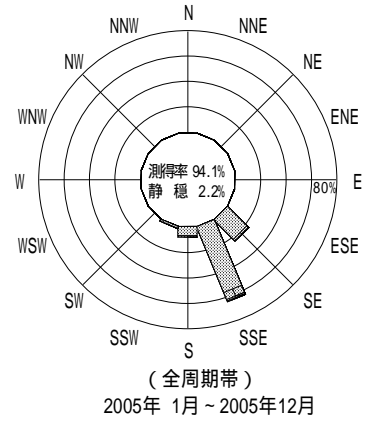 N
NNW NNE
NW NE
WNW ENE
測得率 94.1%
静 穏 2.2%
W 80% E
WSW ESE
SW SE
SSW SSE
S
(全周期帯)
2005年 1月~2005年12月